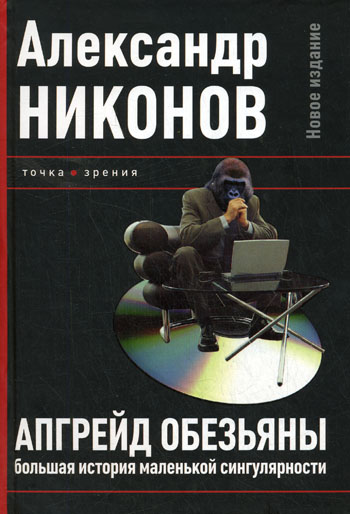 Александр
НИКОНОВ
Новое издание
точка • зрения
АПГРЕЙД ОБЕЗЬЯНЫ
большая история маленькой сингулярности